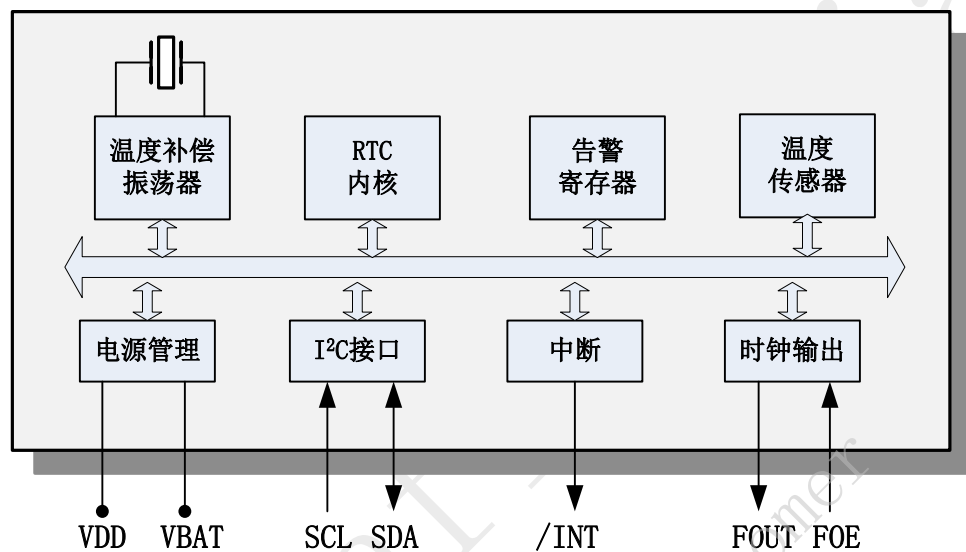 温度补偿
振荡器
RTC
内核
告警
寄存器
温度
传感器
电源管理
I²C接口
中断
时钟输出
VDD VBAT SCL SDA /INT FOUT FOE